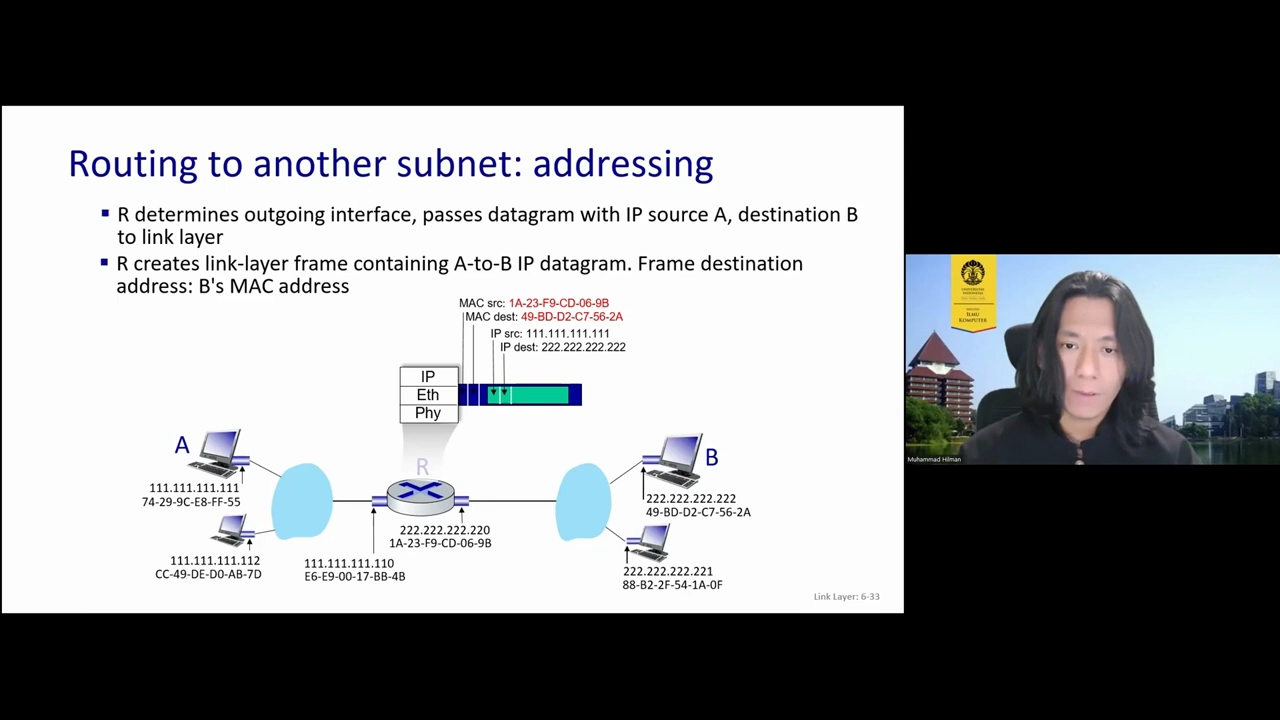 Routing to another subnet: addressing
▪ R determines outgoing interface, passes datagram with IP source A, destination B
to link layer
▪ R creates link-layer frame containing A-to-B IP datagram. Frame destination
address: B's MAC address
MAC src: 1A-23-F9-CD-06-9B
MAC dest: 49-BD-D2-C7-56-2A
IP src: 111.111.111.111
IP dest: 222.222.222.222
IP
Eth
Phy
A
R
B
111.111.111.111
74-29-9C-E8-FF-55
222.222.222.222
49-BD-D2-C7-56-2A
222.222.222.220
1A-23-F9-CD-06-9B
111.111.111.112
CC-49-DE-D0-AB-7D
111.111.111.110
E6-E9-00-17-BB-4B
222.222.222.221
88-B2-2F-54-1A-0F
Link Layer: 6-33
UNIVERSITAS
INDONESIA
ILMU
KOMPUTER
Muhammad Hilman